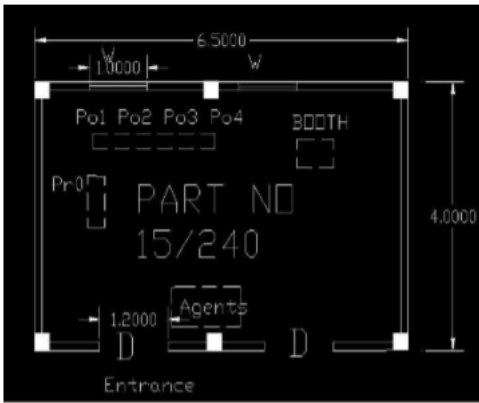 6.5000
W
1.0000
W
Po1 Po2 Po3 Po4
BOOTH
PrO
PART NO
15/240
4.0000
Agents
1.2000
D
D
Entrance